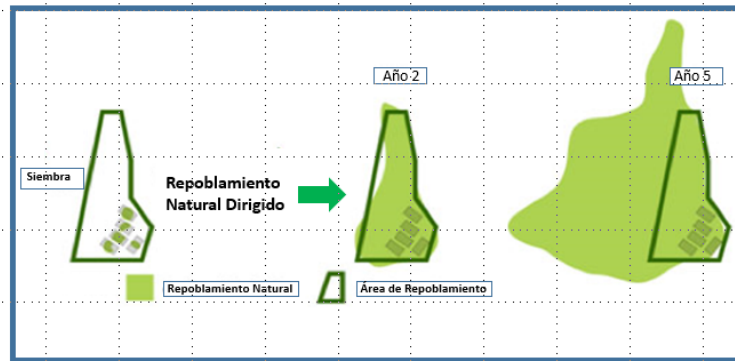 Año 2
Año 5
Siembra
Repoblamiento
Natural Dirigido
Repoblamiento Natural
Área de Repoblamiento